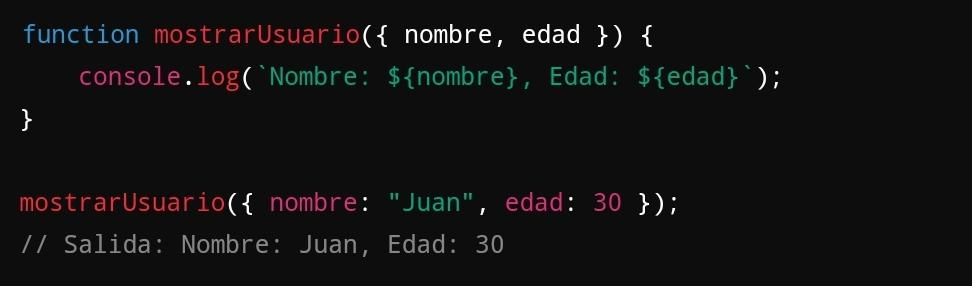 function mostrarUsuario({ nombre, edad }) {
    console.log(`Nombre: ${nombre}, Edad: ${edad}`);
}
mostrarUsuario({ nombre: "Juan", edad: 30 });
// Salida: Nombre: Juan, Edad: 30